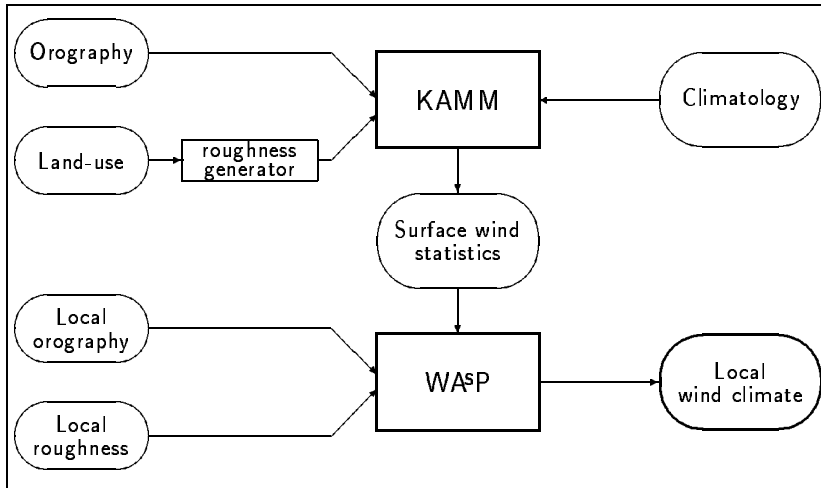 Orography
KAMM
Climatology
Land-use
roughness
generator
Surface wind
statistics
Local
orography
WAsP
Local
wind climate
Local
roughness